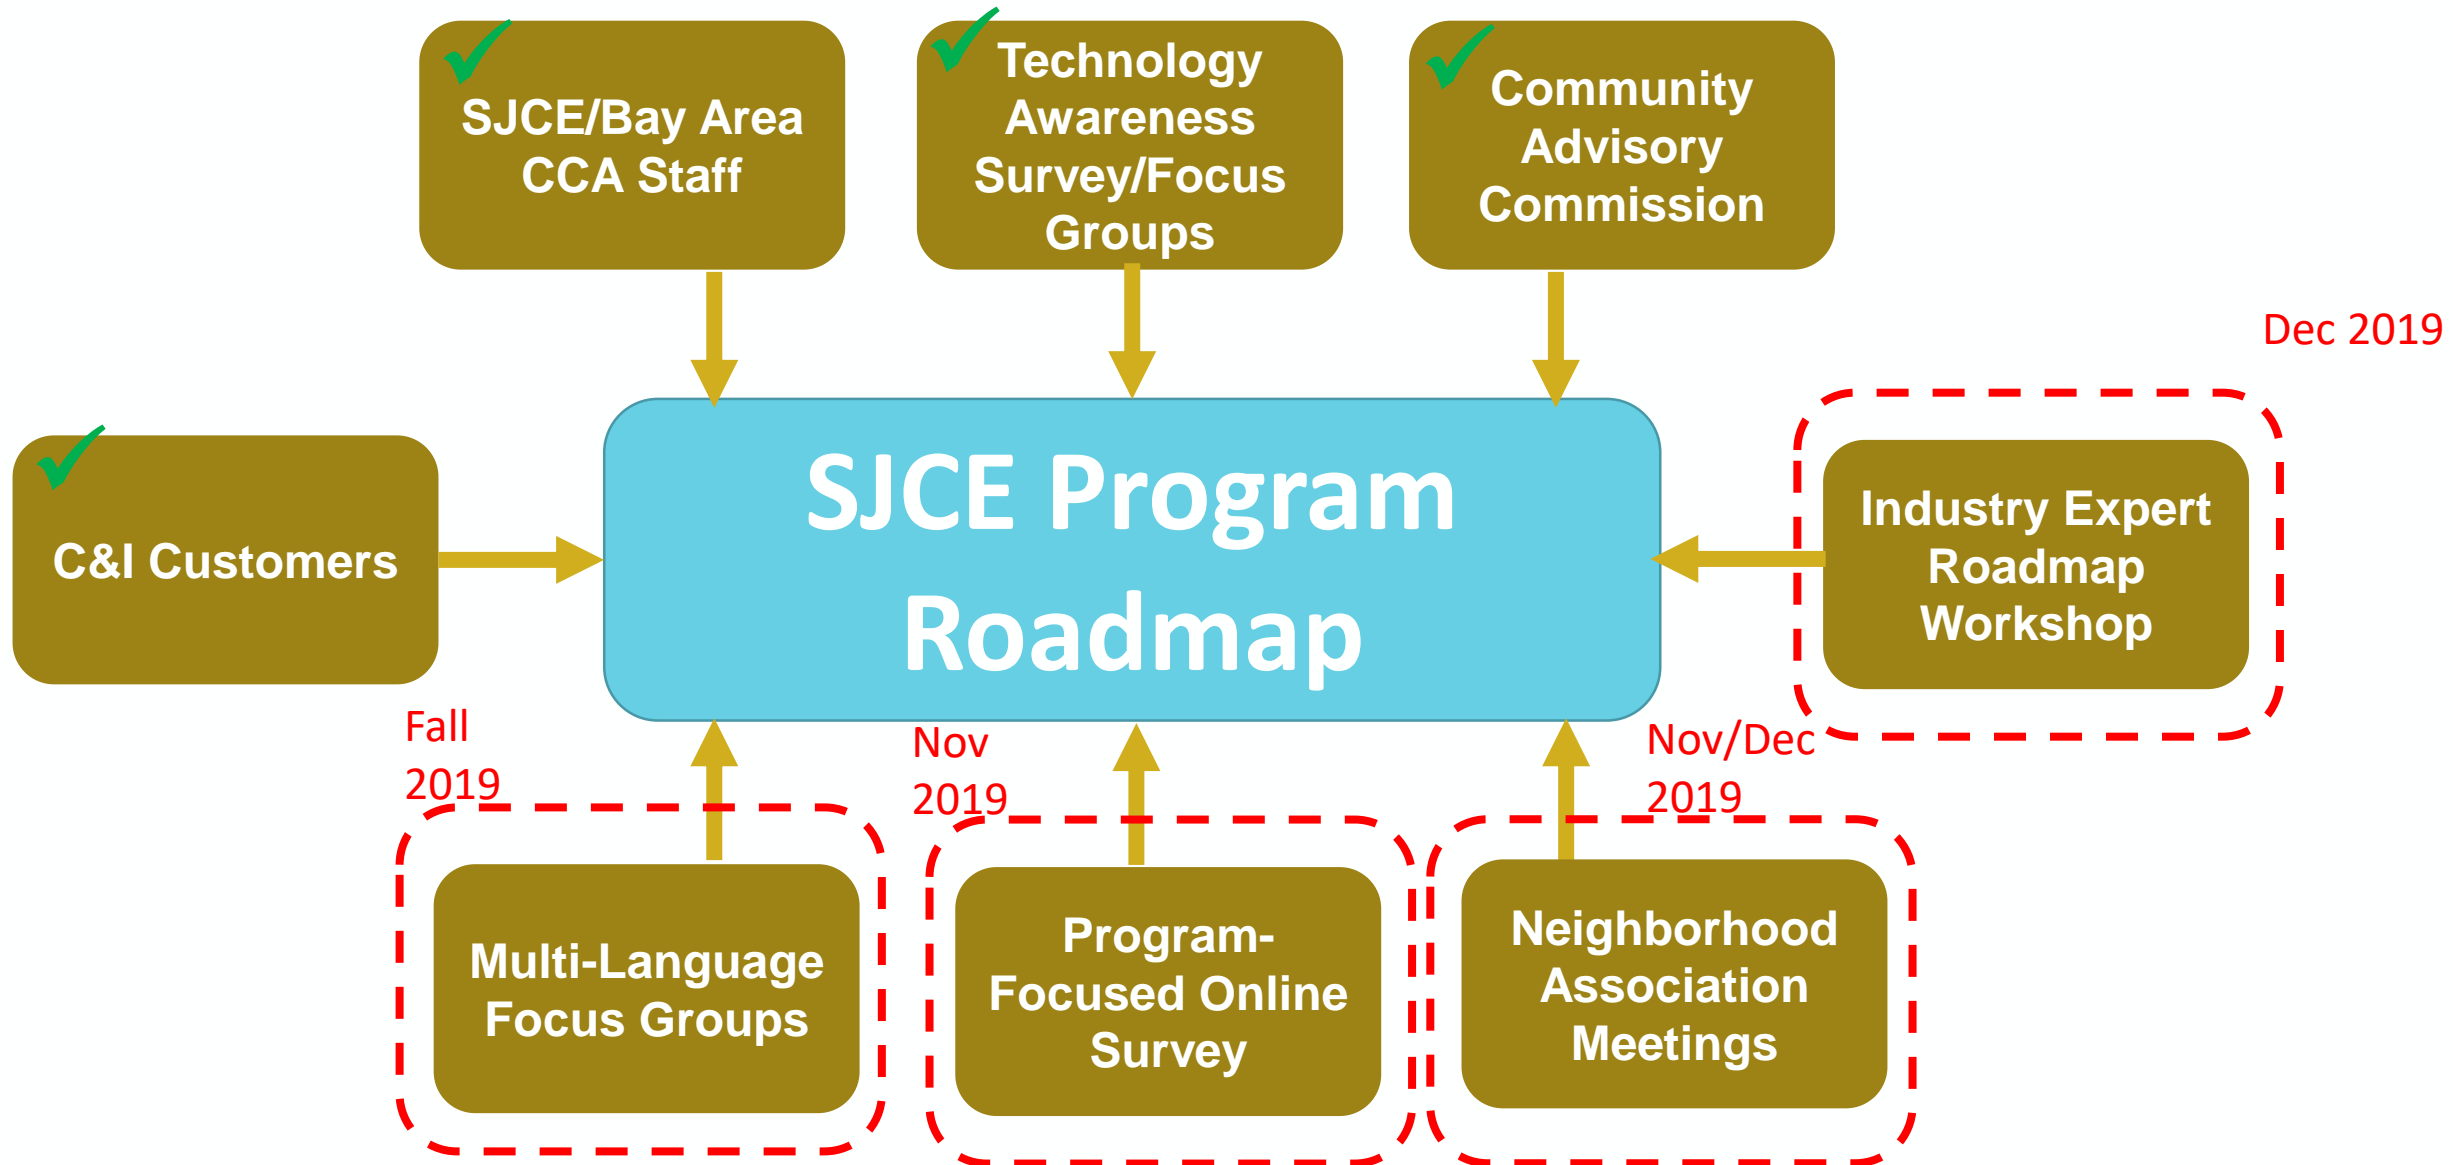 SJCE/Bay Area
CCA Staff
Technology
Awareness
Survey/Focus
Groups
Community
Advisory
Commission
Dec 2019
C&I Customers
SJCE Program
Roadmap
Industry Expert
Roadmap
Workshop
Fall
2019
Nov
2019
Nov/Dec
2019
Multi-Language
Focus Groups
Program-
Focused Online
Survey
Neighborhood
Association
Meetings